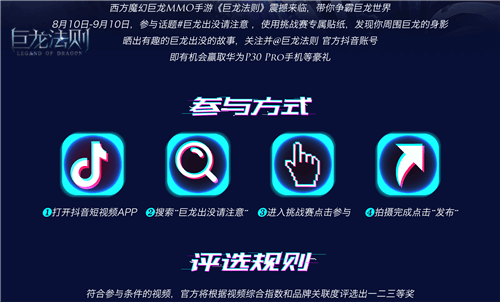 西方魔幻巨龙MMO手游《巨龙法则》震撼来临，带你争霸巨龙世界
8月10日-9月10日，参与话题#巨龙出没请注意，使用挑战赛专属贴纸，发现你周围巨龙的身影
晒出有趣的巨龙出没的故事，关注并@巨龙法则 官方抖音账号
即有机会赢取华为P30 PRO手机等豪礼
巨龙法则
LEGEND OF DRAGON
参与方式
1打开抖音短视频APP
2搜索“巨龙出没请注意”
3进入挑战赛点击参与
4拍摄完成点击“发布”
评选规则
符合参与条件的视频，官方将根据视频综合指数和品牌关联度评选出一二三等奖